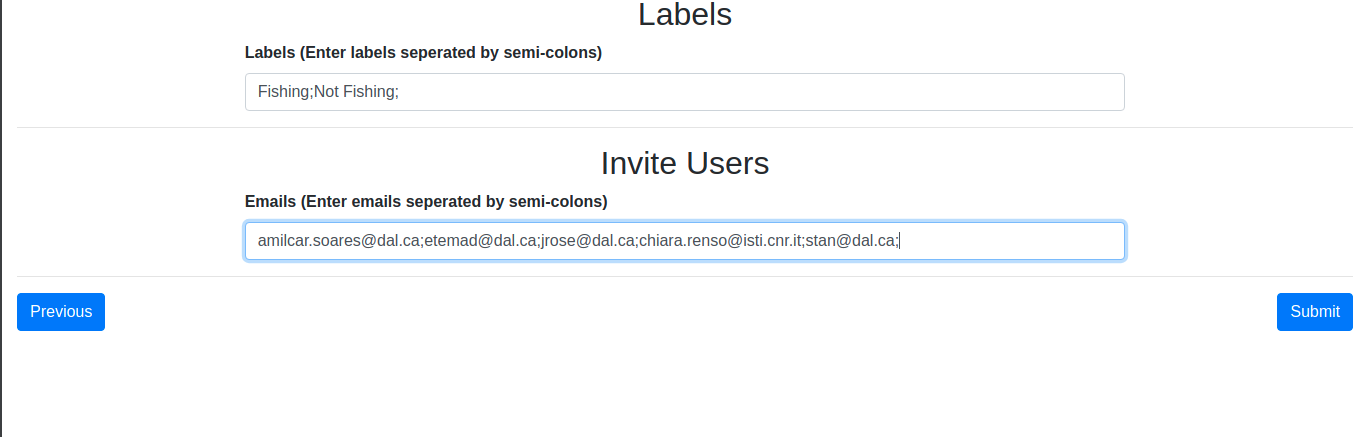 Labels
Labels (Enter labels seperated by semi-colons)
Fishing;Not Fishing;
Invite Users
Emails (Enter emails seperated by semi-colons)
amilcar.soares@dal.ca;etemad@dal.ca;jrose@dal.ca;chiara.renso@isti.cnr.it;stan@dal.ca;
Previous
Submit